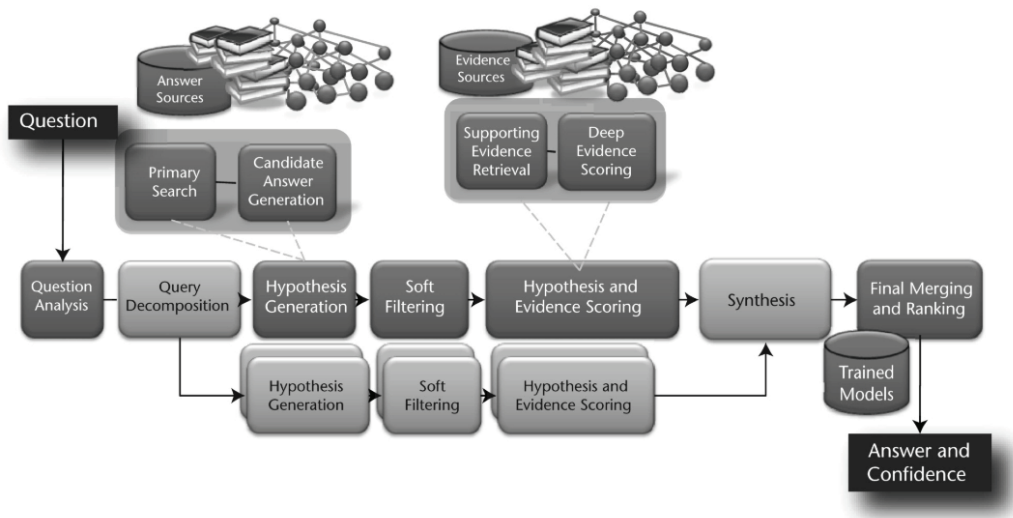 Answer
Sources
Evidence
Sources
Question
Primary
Search
Candidate
Answer
Generation
Supporting
Evidence
Retrieval
Deep
Evidence
Scoring
Question
Analysis
Query
Decomposition
Hypothesis
Generation
Soft
Filtering
Hypothesis and
Evidence Scoring
Synthesis
Final Merging
and Ranking
Trained
Models
Hypothesis
Generation
Soft
Filtering
Hypothesis and
Evidence Scoring
Answer and
Confidence